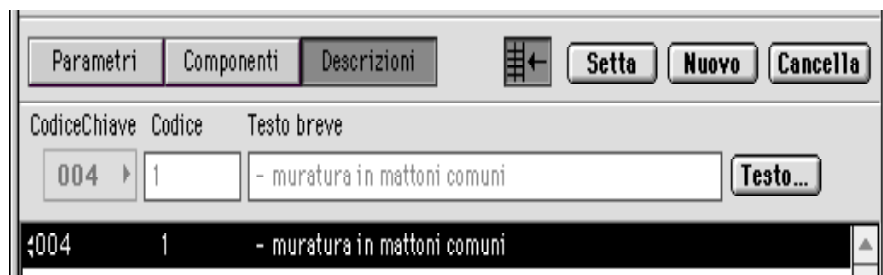 Parametri Componenti Descrizioni Setta Nuovo Cancella
CodiceChiave Codice Testo breve
004 1 - muratura in mattoni comuni Testo...
004 1 - muratura in mattoni comuni